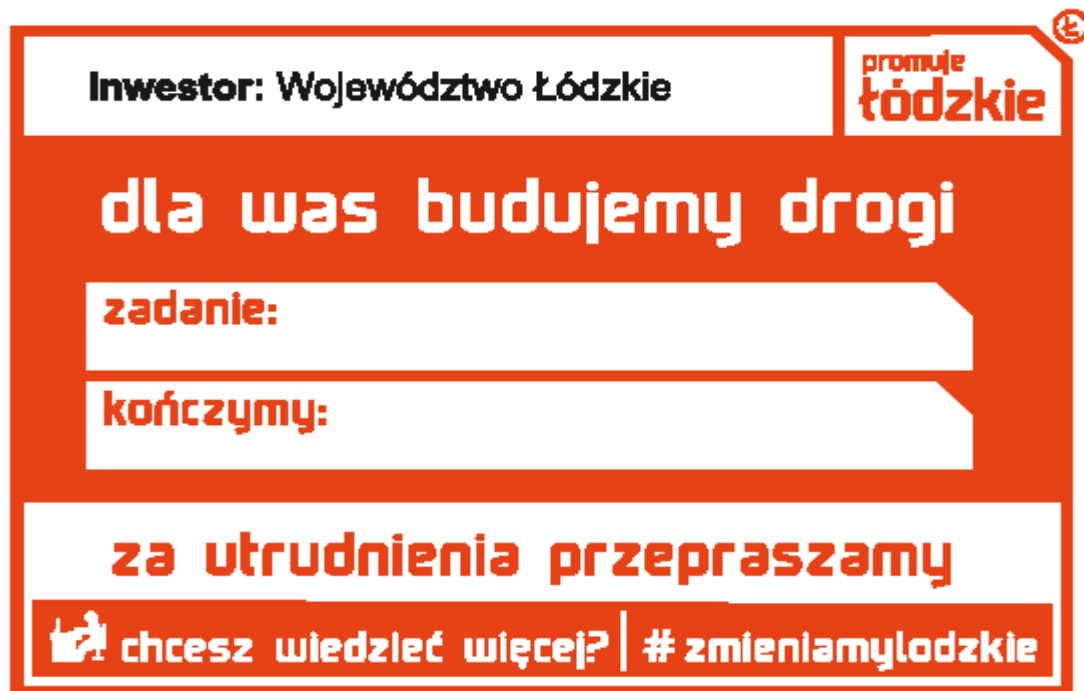 Ł
Inwestor: Województwo Łódzkie
promuje
łódzkie
dla was budujemy drogi
zadanie:
kończymy:
za utrudnienia przepraszamy
chcesz wiedzieć więcej? | # zmieniamylodzkie